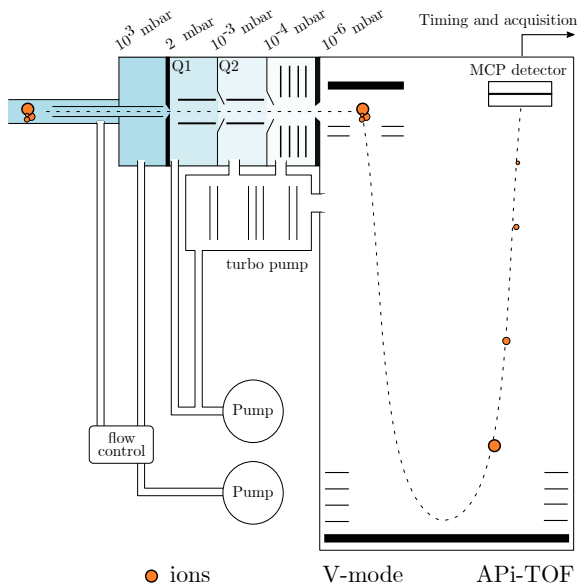 Timing and acquisition
10³ mbar
2 mbar
10⁻³ mbar
10⁻⁴ mbar
10⁻⁶ mbar
Q1
Q2
MCP detector
turbo pump
Pump
flow
control
Pump
ions
V-mode
APi-TOF